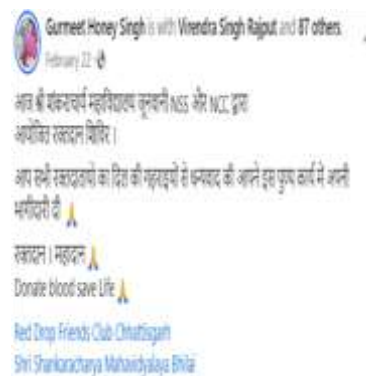 Gurmeet Honey Singh is with Virendra Singh Rajput and 87 others.
February 22
आज श्री शंकराचार्य महाविद्यालय जुनवानी NSS और NCC द्वारा
आयोजित रक्तदान शिविर।
आप सभी रक्तदाताओं का दिल की गहराइयों से धन्यवाद की आपने इस पुण्य कार्य में अपनी
भागीदारी दी 🙏
रक्तदान। महादान 🙏
Donate blood save Life 🙏
Red Drop Friends Club Chhattisgarh
Shri Shankaracharya Mahavidyalaya Bhilai